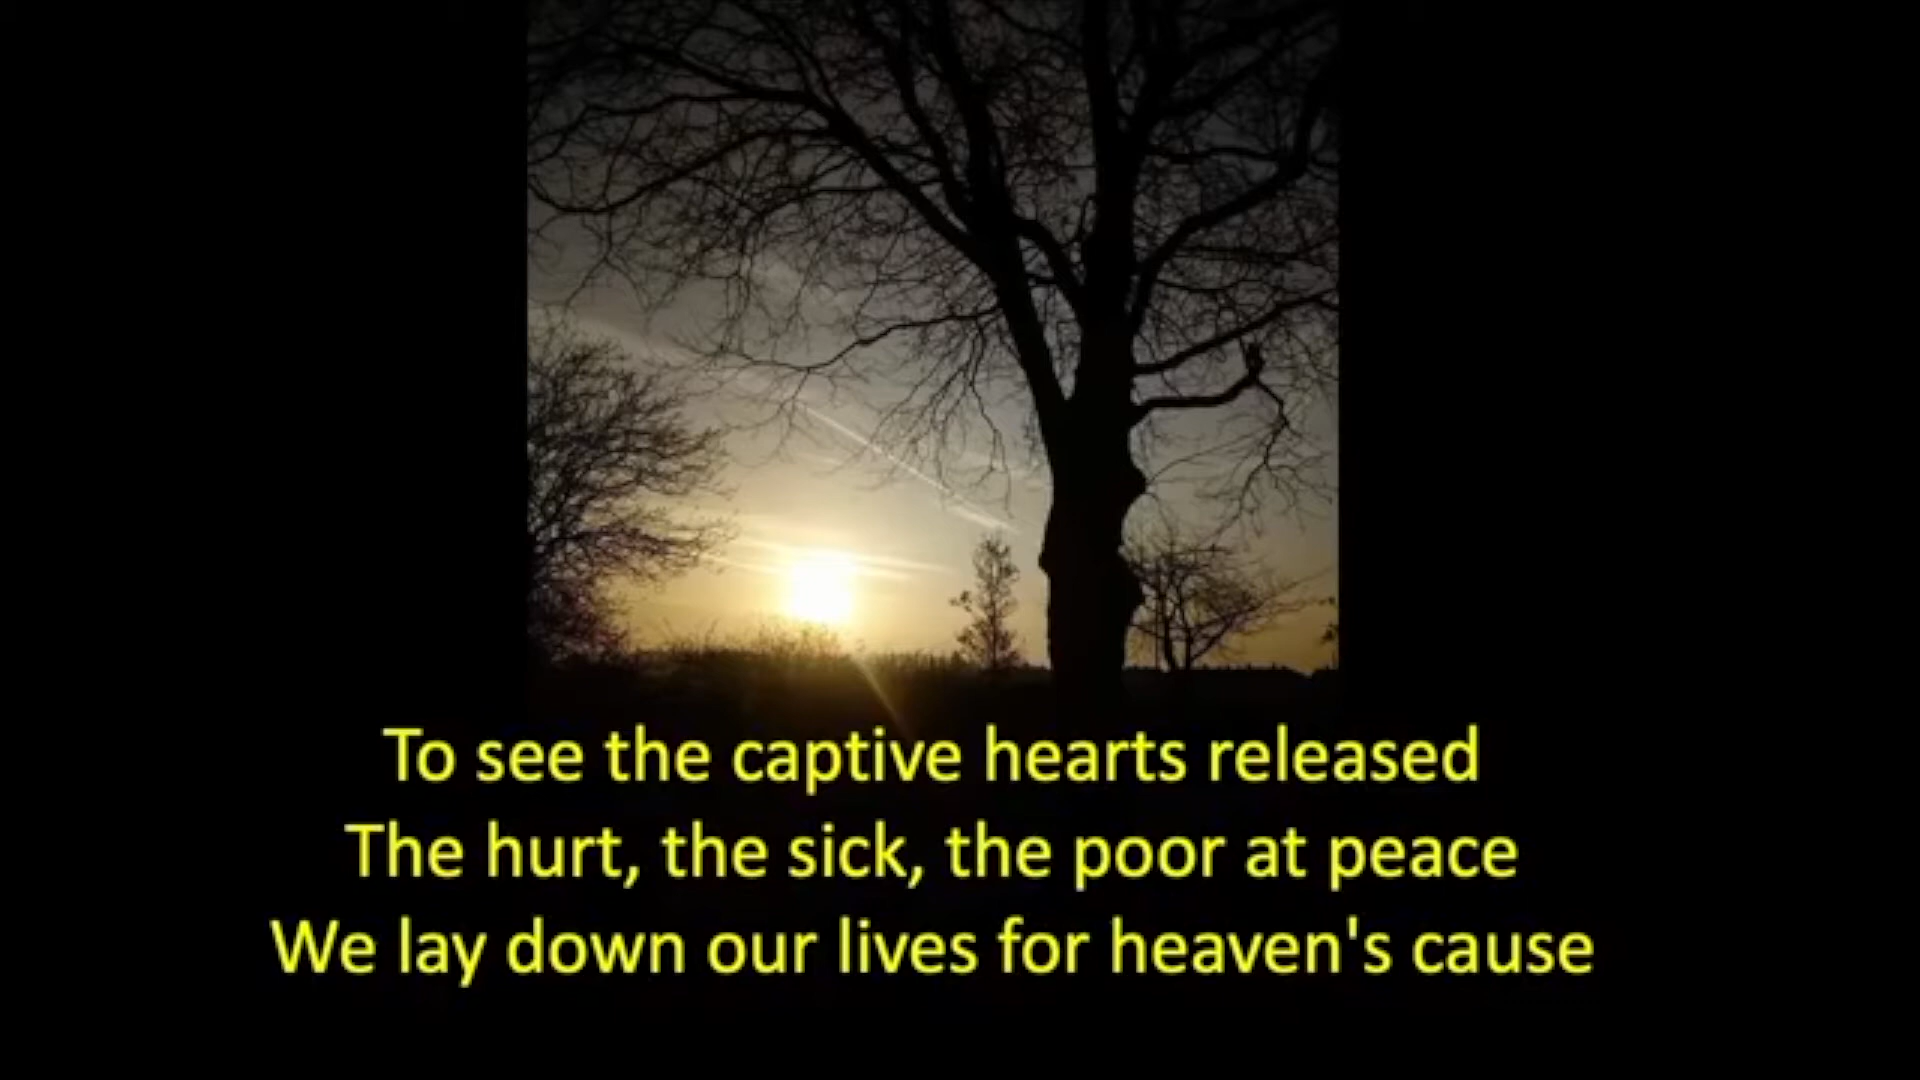 To see the captive hearts released
The hurt, the sick, the poor at peace
We lay down our lives for heaven's cause